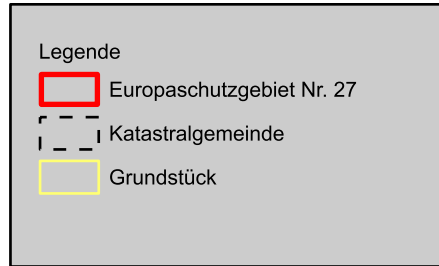 Legende
Europaschutzgebiet Nr. 27
Katastralgemeinde
Grundstück